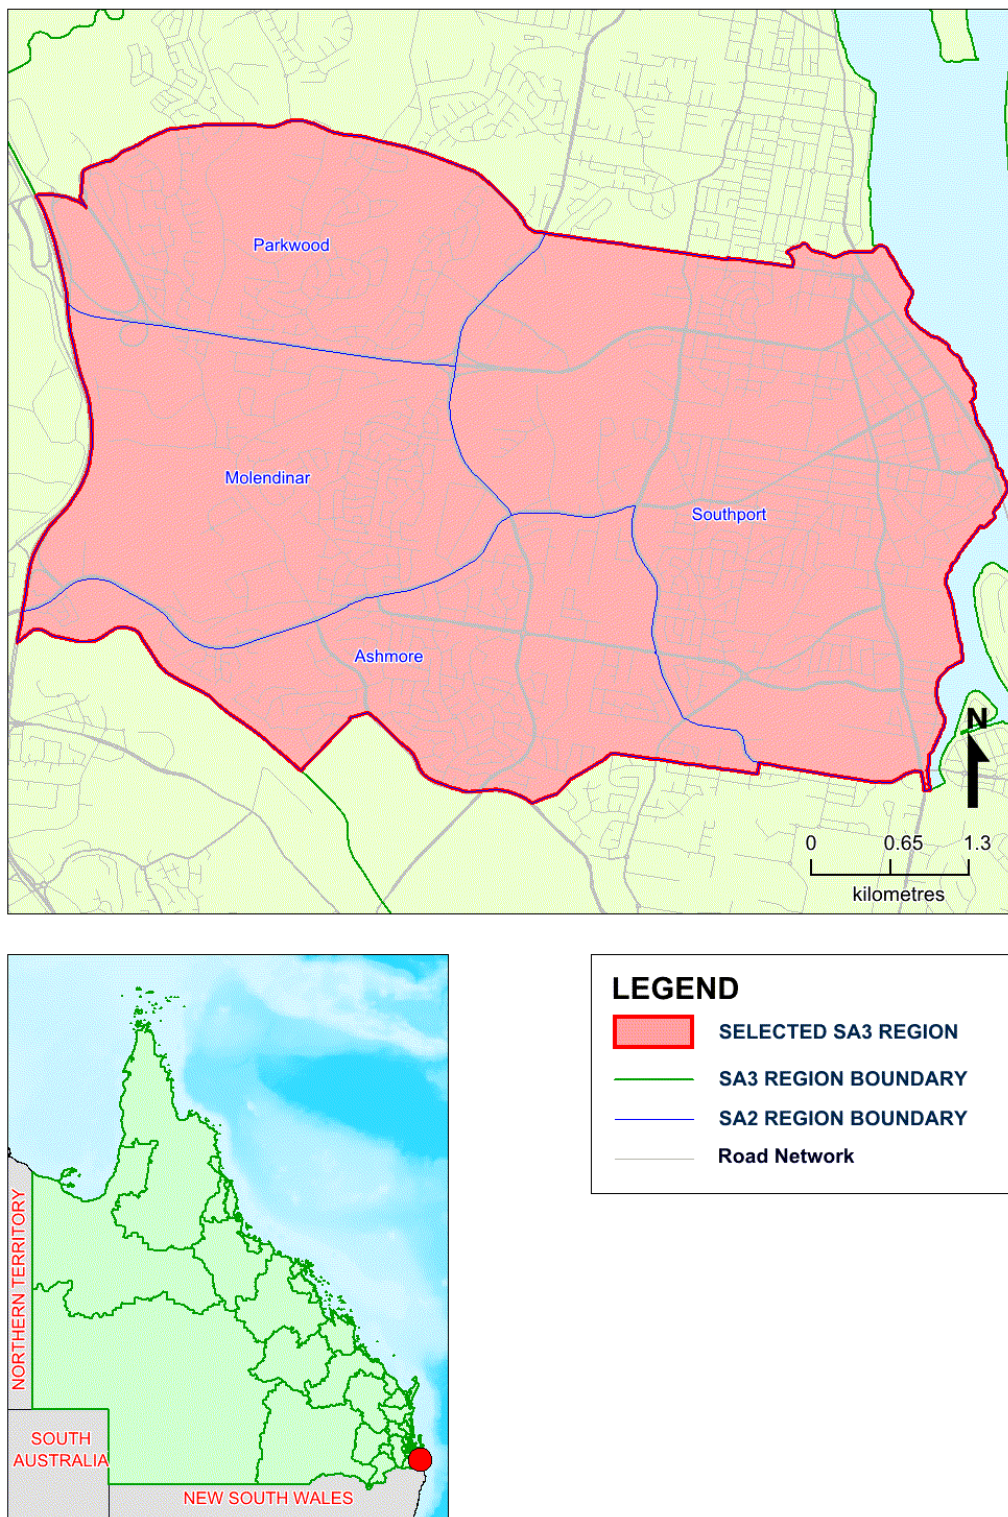 Parkwood
Molendinar
Southport
Ashmore
N
0 0.65 1.3
kilometres
LEGEND
SELECTED SA3 REGION
SA3 REGION BOUNDARY
SA2 REGION BOUNDARY
Road Network
NORTHERN TERRITORY
SOUTH
AUSTRALIA
NEW SOUTH WALES